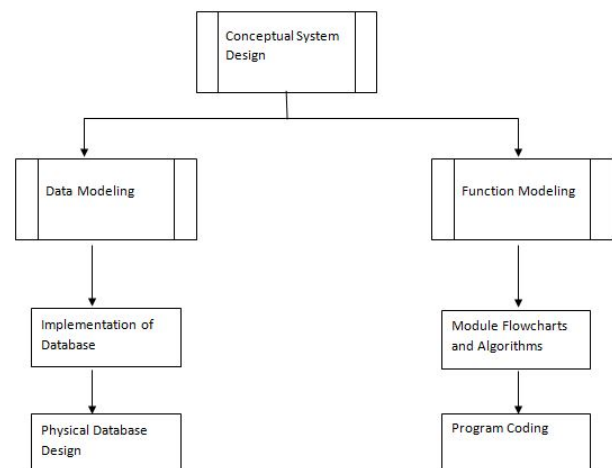 Conceptual System
Design
Data Modeling
Function Modeling
Implementation of
Database
Module Flowcharts
and Algorithms
Physical Database
Design
Program Coding